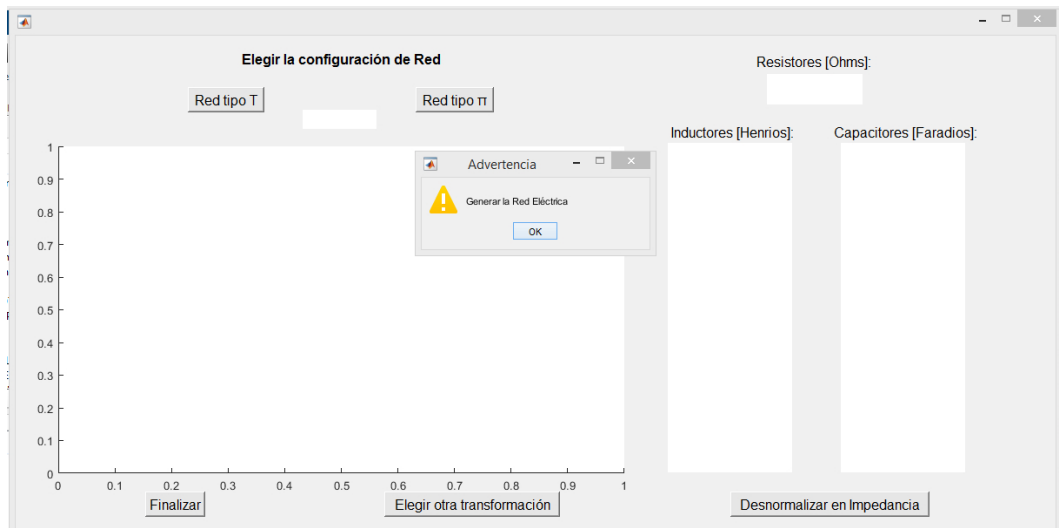 Elegir la configuración de Red
Resistores [Ohms]:
Red tipo T
Red tipo π
Inductores [Henrios]:
Capacitores [Faradios]:
Advertencia
Generar la Red Eléctrica
OK
1
0.9
0.8
0.7
0.6
0.5
0.4
0.3
0.2
0.1
0
0 0.1 0.2 0.3 0.4 0.5 0.6 0.7 0.8 0.9 1
Finalizar
Elegir otra transformación
Desnormalizar en Impedancia